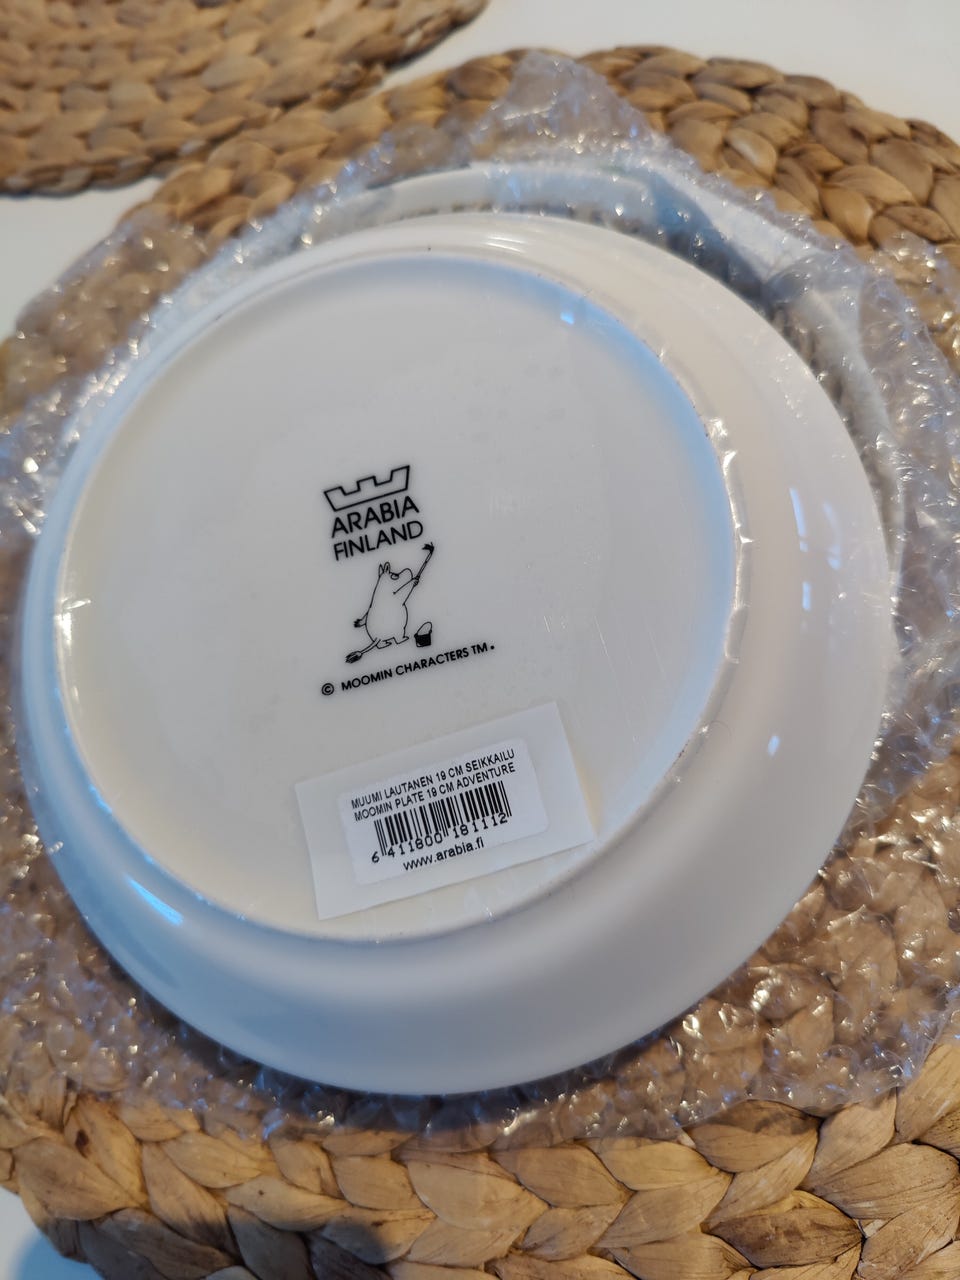 ARABIA
FINLAND
© MOOMIN CHARACTERS TM.
MUUMI LAUTANEN 19 CM SEIKKAILU
MOOMIN PLATE 19 CM ADVENTURE
6 411800 181112
www.arabia.fi